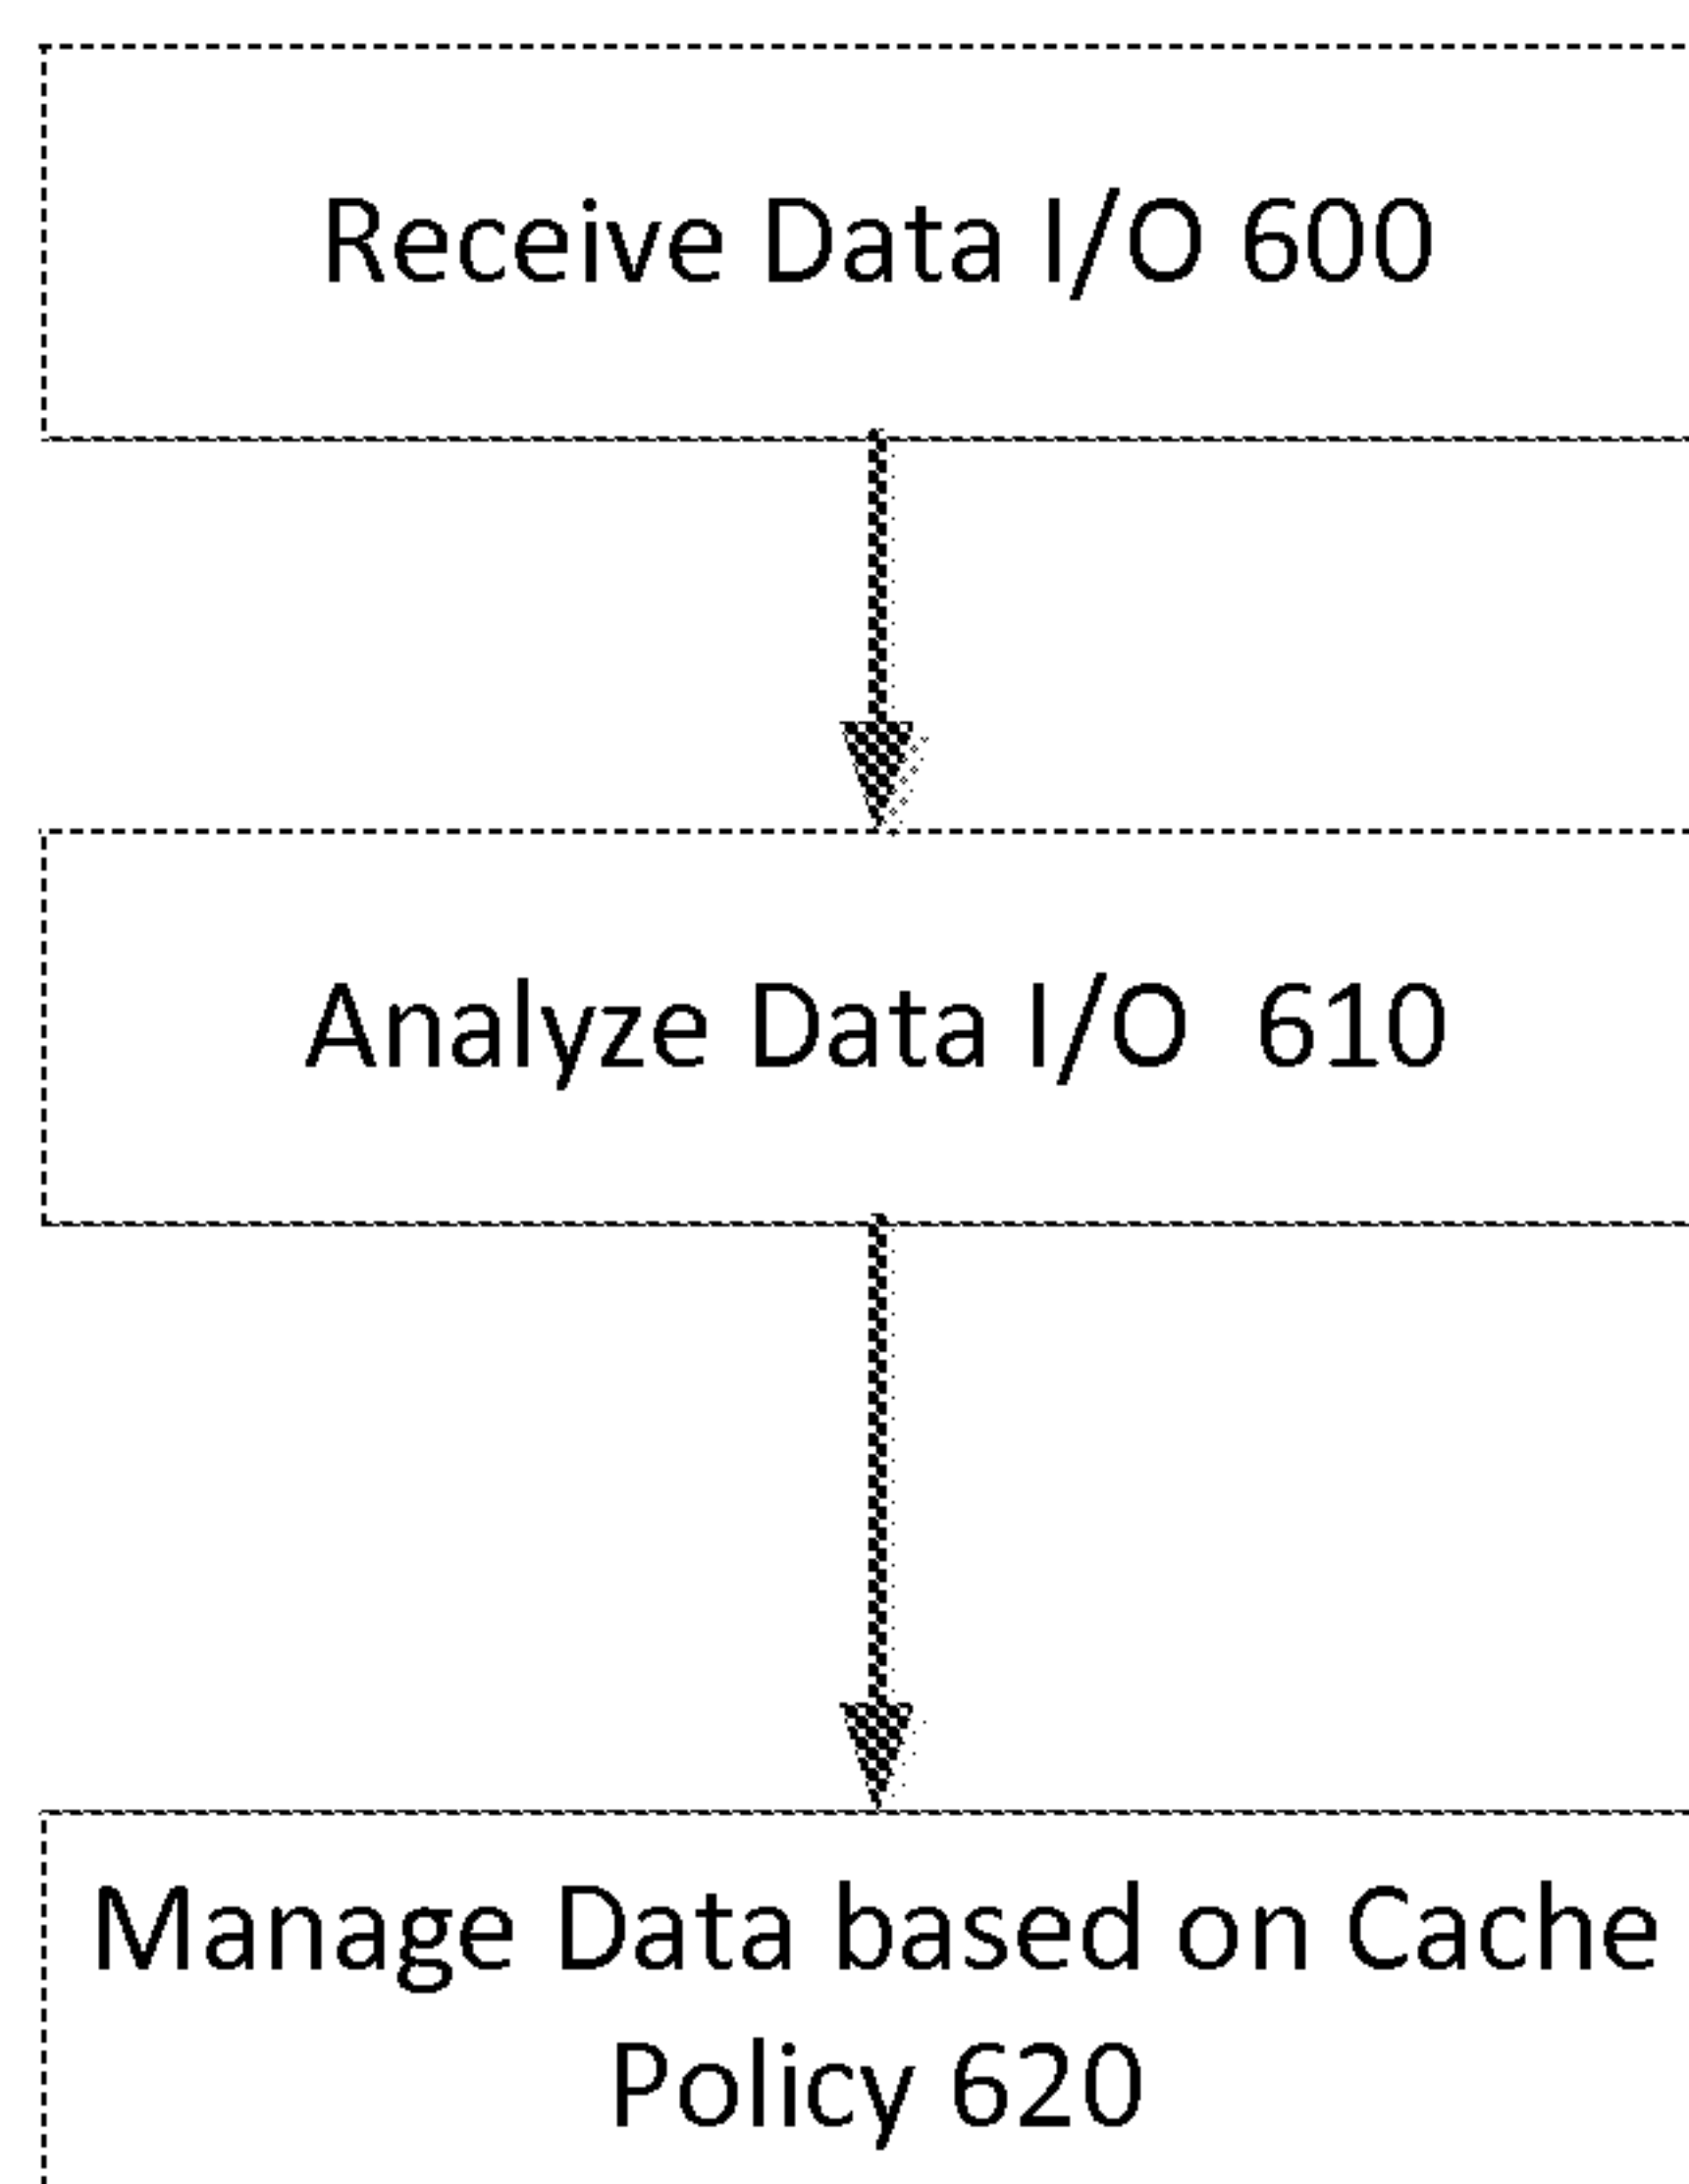 Receive Data I/O 600
Analyze Data I/O 610
Manage Data based on Cache
Policy 620